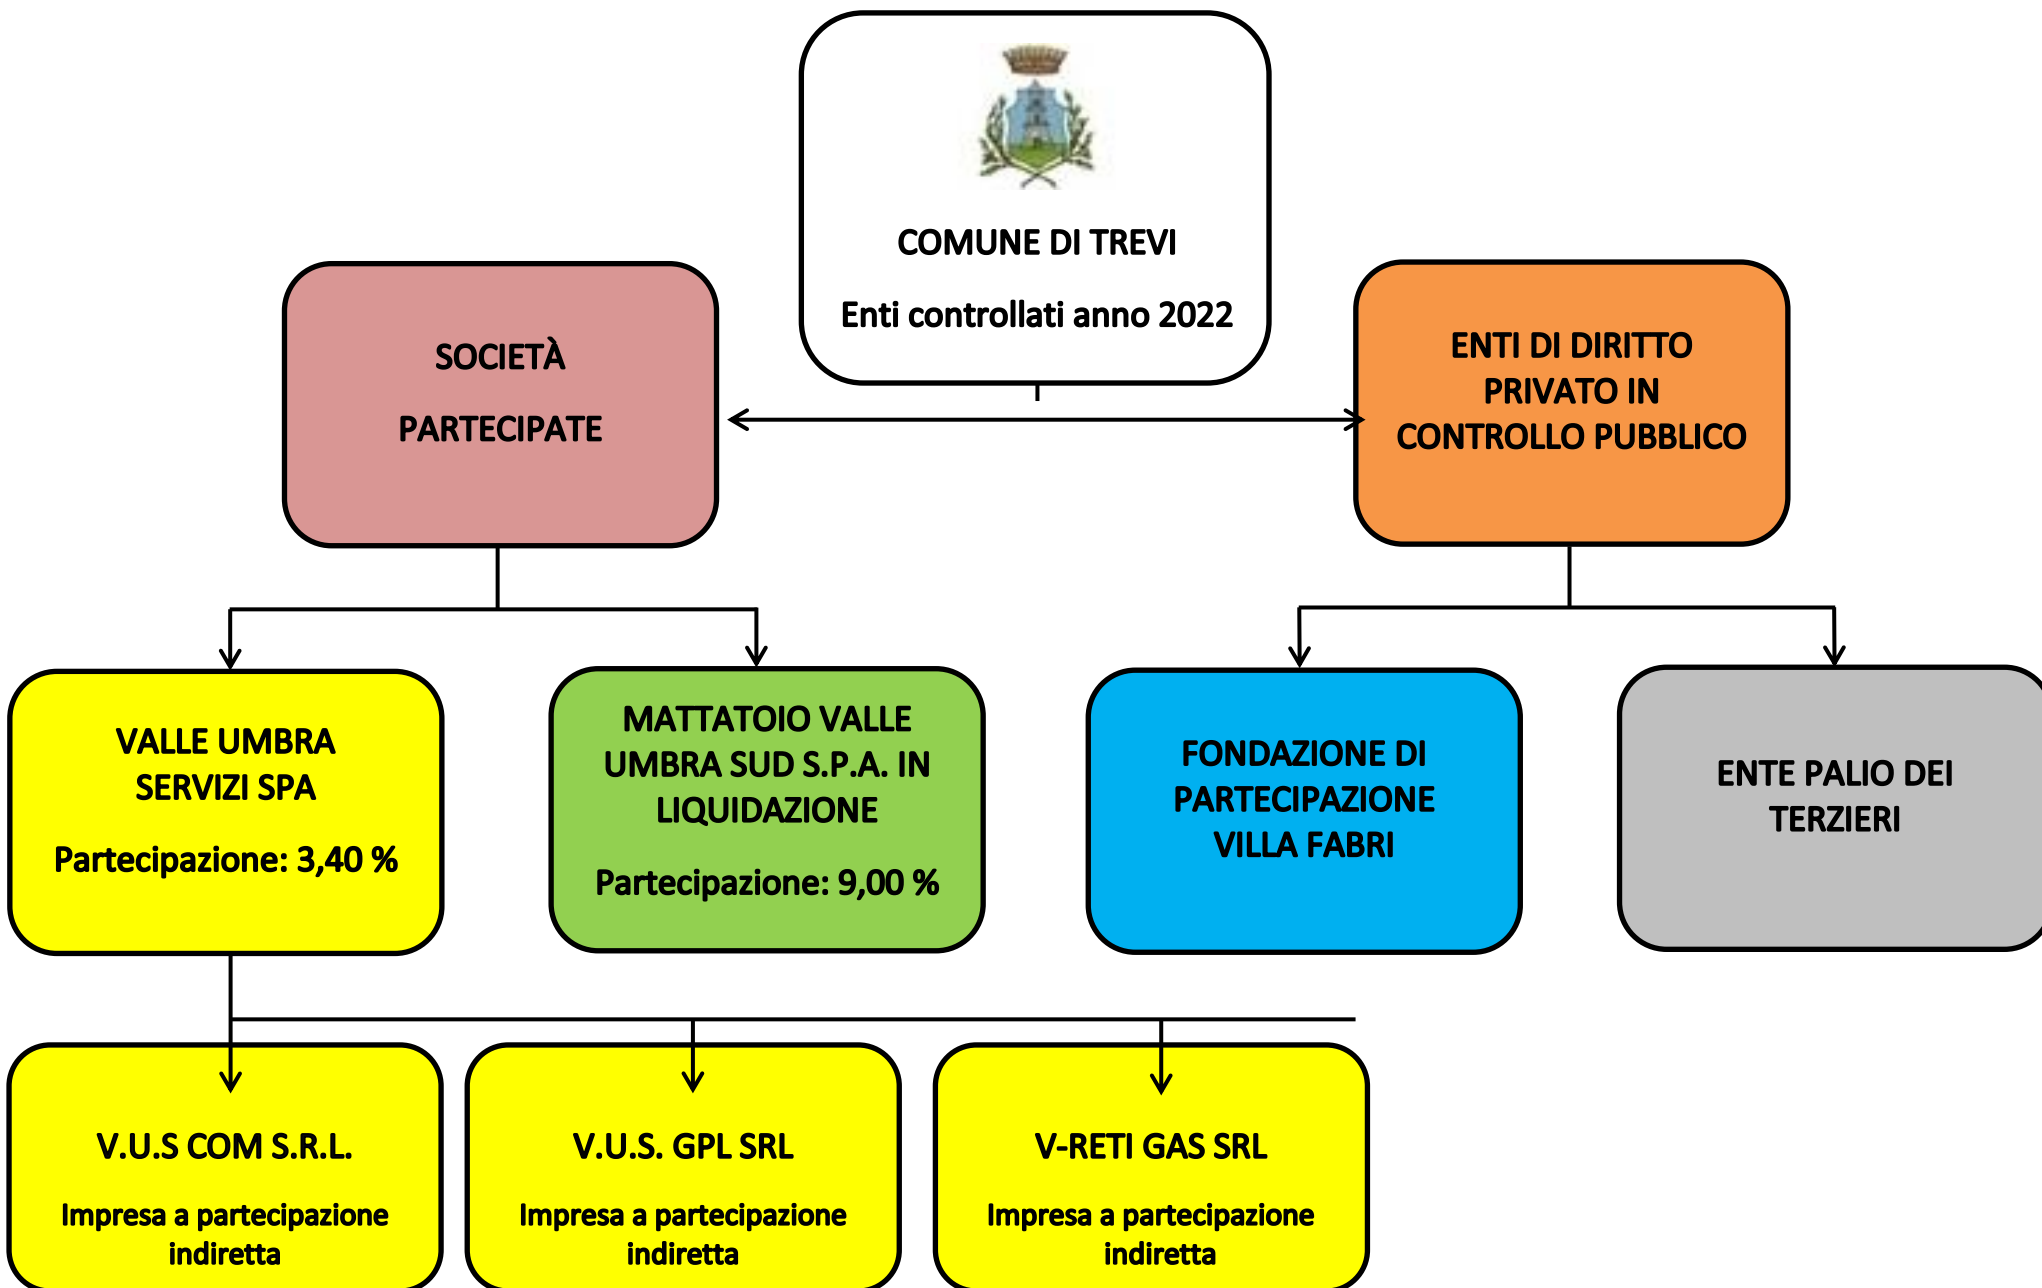 COMUNE DI TREVI
Enti controllati anno 2022
SOCIETÀ
PARTECIPATE
ENTI DI DIRITTO
PRIVATO IN
CONTROLLO PUBBLICO
VALLE UMBRA
SERVIZI SPA
Partecipazione: 3,40 %
MATTATOIO VALLE
UMBRA SUD S.P.A. IN
LIQUIDAZIONE
Partecipazione: 9,00 %
FONDAZIONE DI
PARTECIPAZIONE
VILLA FABRI
ENTE PALIO DEI
TERZIERI
V.U.S COM S.R.L.
Impresa a partecipazione
indiretta
V.U.S. GPL SRL
Impresa a partecipazione
indiretta
V-RETI GAS SRL
Impresa a partecipazione
indiretta